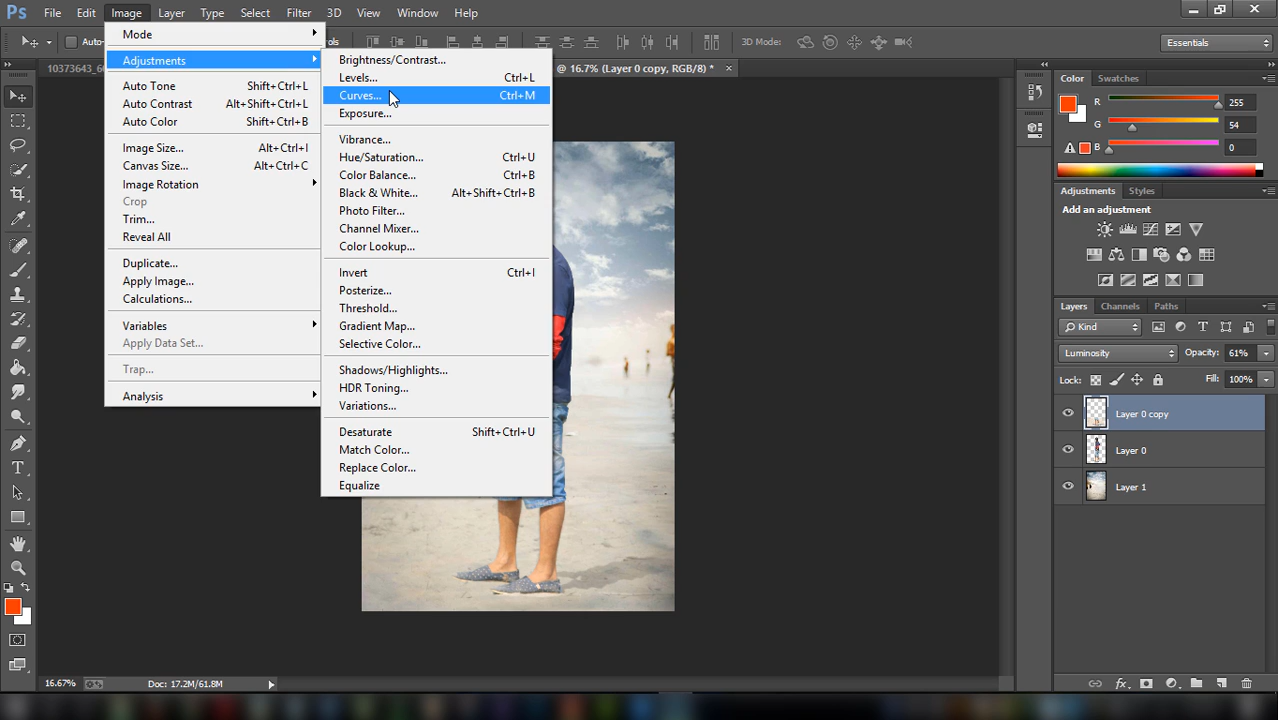 Ps File Edit Image Layer Type Select Filter 3D View Window Help
Auto- 3D Mode: Essentials
10373643_6 @ 16.7% (Layer 0 copy, RGB/8) *
Mode
Adjustments
Auto Tone Shift+Ctrl+L
Auto Contrast Alt+Shift+Ctrl+L
Auto Color Shift+Ctrl+B
Image Size... Alt+Ctrl+I
Canvas Size... Alt+Ctrl+C
Image Rotation
Crop
Trim...
Reveal All
Duplicate...
Apply Image...
Calculations...
Variables
Apply Data Set...
Trap...
Analysis
Brightness/Contrast...
Levels... Ctrl+L
Curves... Ctrl+M
Exposure...
Vibrance...
Hue/Saturation... Ctrl+U
Color Balance... Ctrl+B
Black & White... Alt+Shift+Ctrl+B
Photo Filter...
Channel Mixer...
Color Lookup...
Invert Ctrl+I
Posterize...
Threshold...
Gradient Map...
Selective Color...
Shadows/Highlights...
HDR Toning...
Variations...
Desaturate Shift+Ctrl+U
Match Color...
Replace Color...
Equalize
Color Swatches
R 255
G 54
B 0
Adjustments Styles
Add an adjustment
Layers Channels Paths
Kind
Luminosity Opacity: 61%
Lock: Fill: 100%
Layer 0 copy
Layer 0
Layer 1
fx
16.67% Doc: 17.2M/61.8M